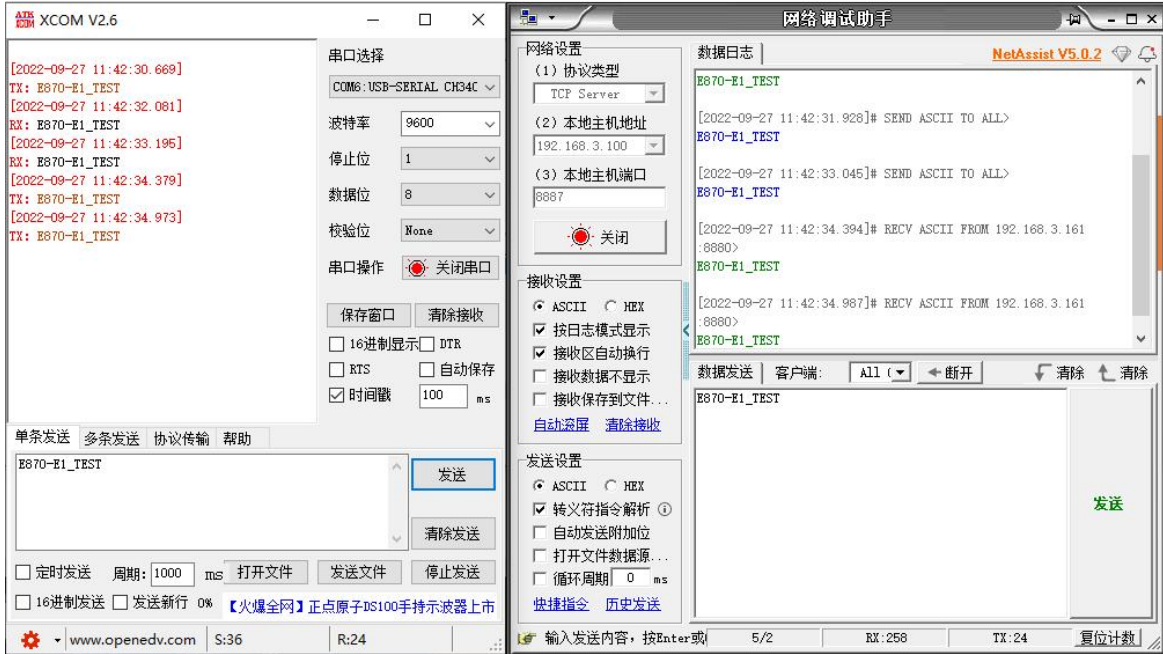 XCOM V2.6
[2022-09-27 11:42:30.669]
TX: E870-E1_TEST
[2022-09-27 11:42:32.081]
RX: E870-E1_TEST
[2022-09-27 11:42:33.195]
RX: E870-E1_TEST
[2022-09-27 11:42:34.379]
TX: E870-E1_TEST
[2022-09-27 11:42:34.973]
TX: E870-E1_TEST
串口选择
COM6:USB-SERIAL CH34C
波特率 9600
停止位 1
数据位 8
校验位 None
串口操作 关闭串口
保存窗口 清除接收
16进制显示 DTR
RTS 自动保存
时间戳 100 ms
单条发送 多条发送 协议传输 帮助
E870-E1_TEST
发送
清除发送
定时发送 周期: 1000 ms 打开文件 发送文件 停止发送
16进制发送 发送新行 0% 【火爆全网】正点原子DS100手持示波器上市
www.openedv.com S:36 R:24
网络调试助手
网络设置
(1) 协议类型
TCP Server
(2) 本地主机地址
192.168.3.100
(3) 本地主机端口
8887
关闭
接收设置
ASCII HEX
按日志模式显示
接收区自动换行
接收数据不显示
接收保存到文件...
自动滚屏 清除接收
发送设置
ASCII HEX
转义符指令解析
自动发送附加位
打开文件数据源...
循环周期 0 ms
快捷指令 历史发送
数据日志 NetAssist V5.0.2
E870-E1_TEST
[2022-09-27 11:42:31.928]# SEND ASCII TO ALL>
E870-E1_TEST
[2022-09-27 11:42:33.045]# SEND ASCII TO ALL>
E870-E1_TEST
[2022-09-27 11:42:34.394]# RECV ASCII FROM 192.168.3.161
:8880>
E870-E1_TEST
[2022-09-27 11:42:34.987]# RECV ASCII FROM 192.168.3.161
:8880>
E870-E1_TEST
数据发送 客户端: All ( 断开 清除 清除
E870-E1_TEST
发送
输入发送内容，按Enter或 5/2 RX:258 TX:24 复位计数